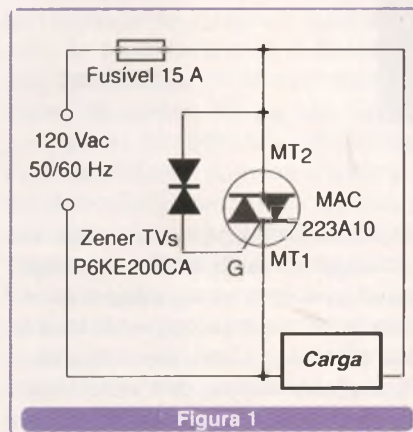 Fusível 15 A
120 Vac
50/60 Hz
Zener TVs
P6KE200CA
MT2
MAC
223A10
G
MT1
Carga
Figura 1